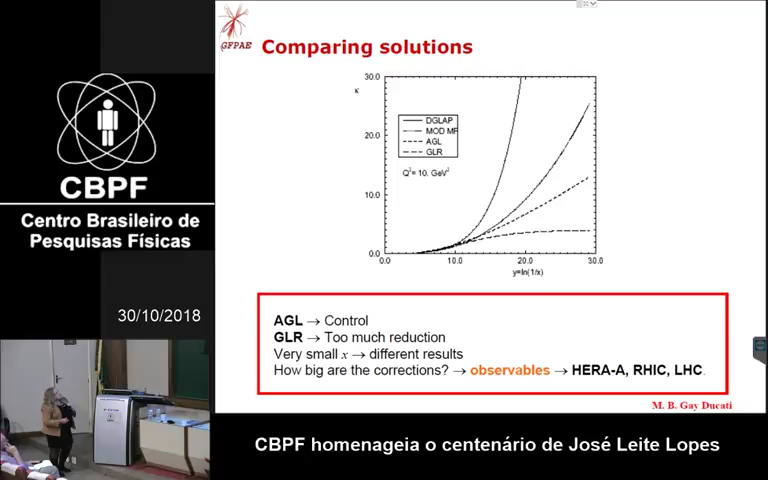 GFPAE
Comparing solutions
30.0
κ
DGLAP
MOD MF
AGL
GLR
20.0
Q²= 10. GeV²
10.0
0.0
0.0 10.0 20.0 30.0
y=ln(1/x)
AGL → Control
GLR → Too much reduction
Very small x → different results
How big are the corrections? → observables → HERA-A, RHIC, LHC.
M. B. Gay Ducati
CBPF
Centro Brasileiro de
Pesquisas Físicas
30/10/2018
CBPF homenageia o centenário de José Leite Lopes